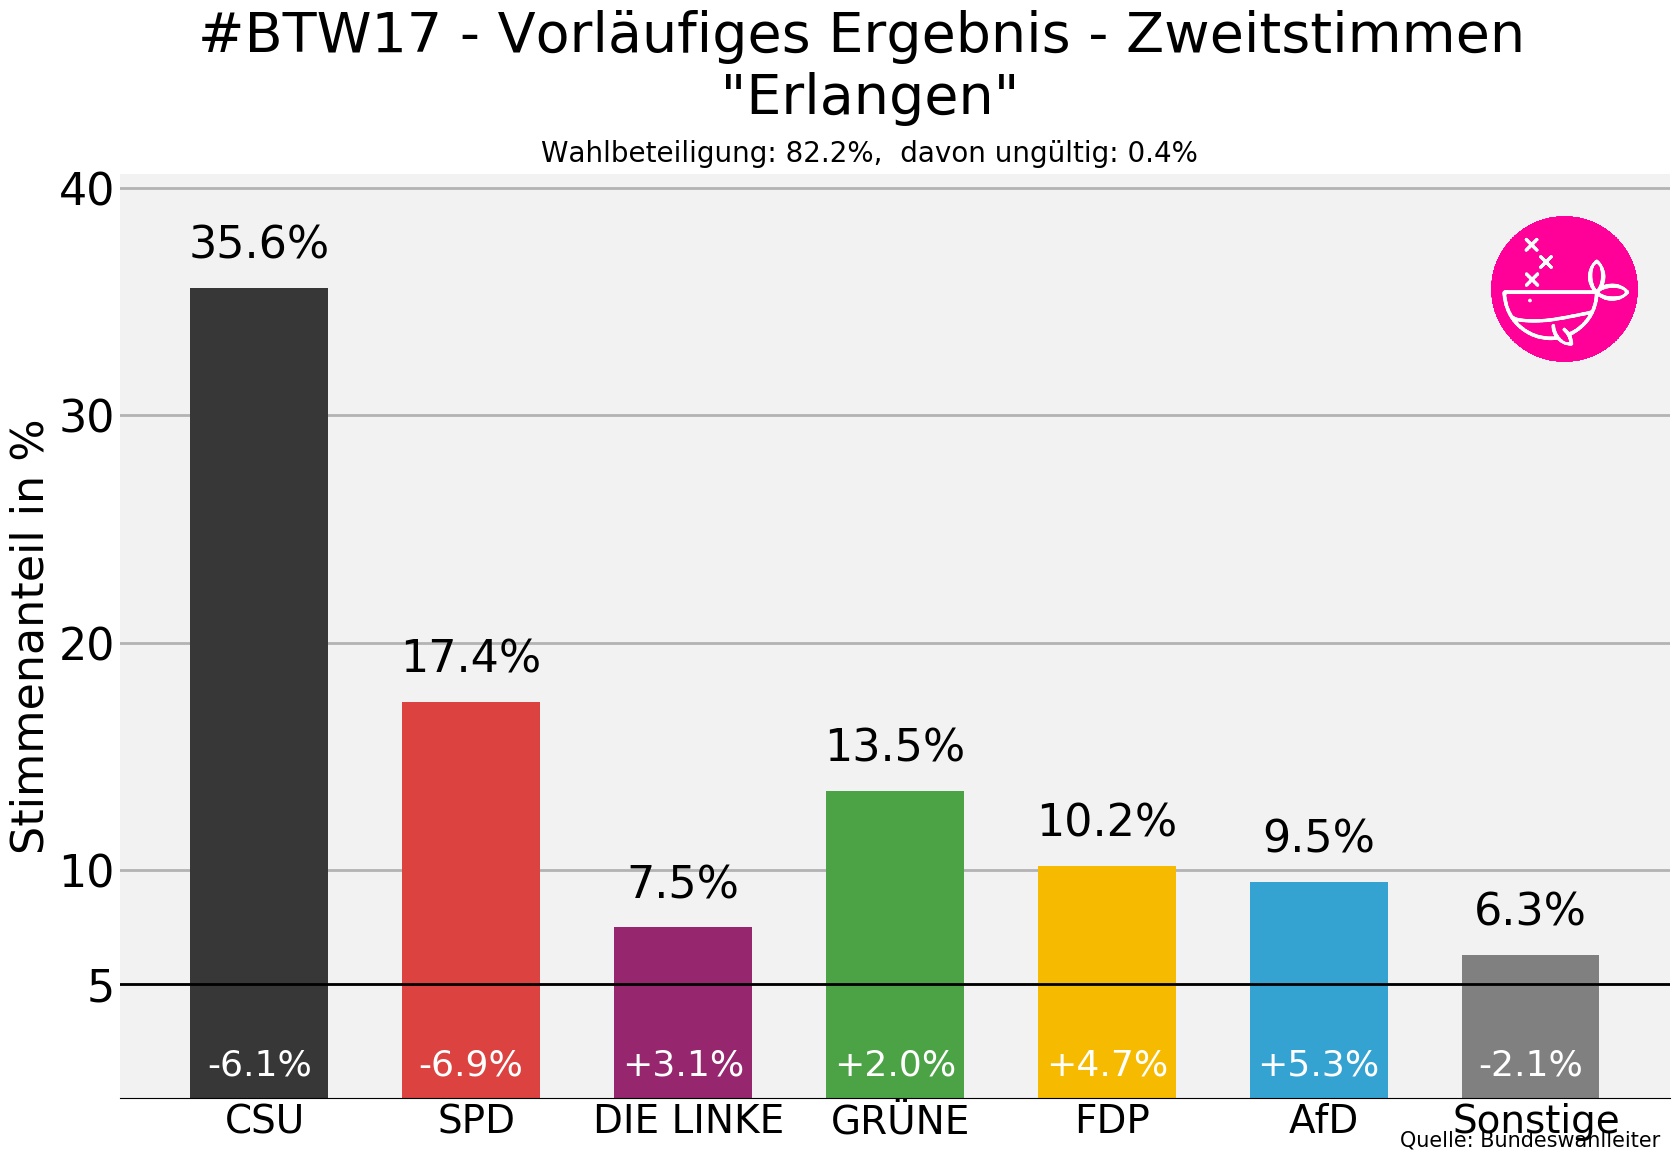 #BTW17 - Vorläufiges Ergebnis - Zweitstimmen
"Erlangen"
Wahlbeteiligung: 82.2%,  davon ungültig: 0.4%
Stimmenanteil in %
40
30
20
10
5
35.6%
17.4%
7.5%
13.5%
10.2%
9.5%
6.3%
-6.1%
-6.9%
+3.1%
+2.0%
+4.7%
+5.3%
-2.1%
CSU
SPD
DIE LINKE
GRÜNE
FDP
AfD
Sonstige
Quelle: Bundeswahlleiter